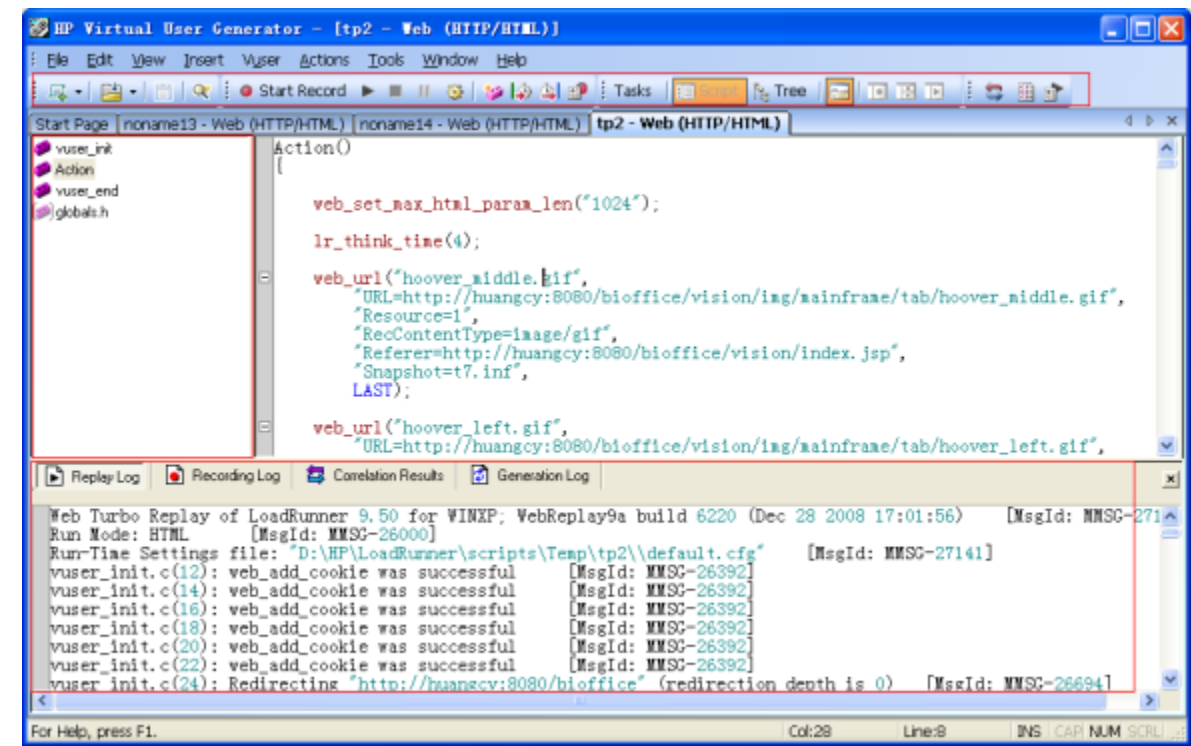 HP Virtual User Generator - [tp2 - Web (HTTP/HTML)]
File Edit View Insert Vuser Actions Tools Window Help
Start Record Tasks Script Tree
Start Page noname13 - Web (HTTP/HTML) noname14 - Web (HTTP/HTML) tp2 - Web (HTTP/HTML)
vuser_init
Action
vuser_end
globals.h
Action()
{
web_set_max_html_param_len("1024");
lr_think_time(4);
web_url("hoover_middle.gif",
"URL=http://huangcy:8080/bioffice/vision/img/mainframe/tab/hoover_middle.gif",
"Resource=1",
"RecContentType=image/gif",
"Referer=http://huangcy:8080/bioffice/vision/index.jsp",
"Snapshot=t7.inf",
LAST);
web_url("hoover_left.gif",
"URL=http://huangcy:8080/bioffice/vision/img/mainframe/tab/hoover_left.gif",
Replay Log Recording Log Correlation Results Generation Log
Web Turbo Replay of LoadRunner 9.50 for WINXP; WebReplay9a build 6220 (Dec 28 2008 17:01:56) [MsgId: MMSG-271
Run Mode: HTML [MsgId: MMSG-26000]
Run-Time Settings file: "D:\HP\LoadRunner\scripts\Temp\tp2\\default.cfg" [MsgId: MMSG-27141]
vuser_init.c(12): web_add_cookie was successful [MsgId: MMSG-26392]
vuser_init.c(14): web_add_cookie was successful [MsgId: MMSG-26392]
vuser_init.c(16): web_add_cookie was successful [MsgId: MMSG-26392]
vuser_init.c(18): web_add_cookie was successful [MsgId: MMSG-26392]
vuser_init.c(20): web_add_cookie was successful [MsgId: MMSG-26392]
vuser_init.c(22): web_add_cookie was successful [MsgId: MMSG-26392]
vuser_init.c(24): Redirecting "http://huangcy:8080/bioffice" (redirection depth is 0) [MsgId: MMSG-26694]
For Help, press F1. Col:28 Line:8 INS CAP NUM SCRL